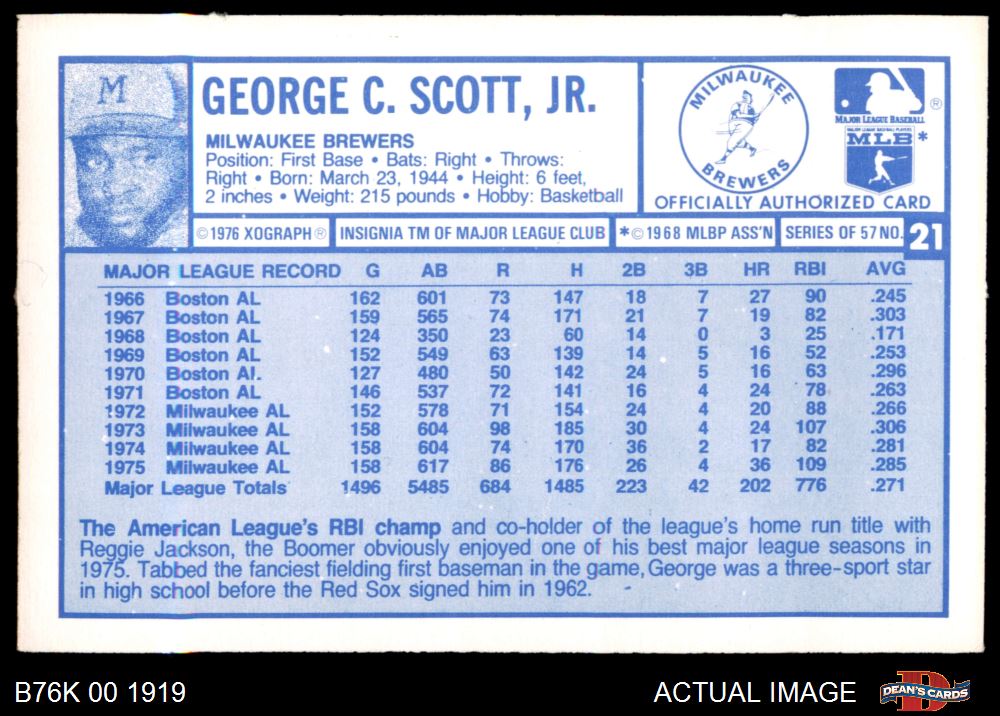 M
GEORGE C. SCOTT, JR.
MILWAUKEE BREWERS
Position: First Base • Bats: Right • Throws:
Right • Born: March 23, 1944 • Height: 6 feet,
2 inches • Weight: 215 pounds • Hobby: Basketball
MILWAUKEE
BREWERS
®
MAJOR LEAGUE BASEBALL
MAJOR LEAGUE BASEBALL PLAYERS
MLB *
OFFICIALLY AUTHORIZED CARD
© 1976 XOGRAPH® INSIGNIA TM OF MAJOR LEAGUE CLUB *© 1968 MLBP ASS'N SERIES OF 57 NO. 21
MAJOR LEAGUE RECORD G AB R H 2B 3B HR RBI AVG
1966 Boston AL 162 601 73 147 18 7 27 90 .245
1967 Boston AL 159 565 74 171 21 7 19 82 .303
1968 Boston AL 124 350 23 60 14 0 3 25 .171
1969 Boston AL 152 549 63 139 14 5 16 52 .253
1970 Boston AL 127 480 50 142 24 5 16 63 .296
1971 Boston AL 146 537 72 141 16 4 24 78 .263
1972 Milwaukee AL 152 578 71 154 24 4 20 88 .266
1973 Milwaukee AL 158 604 98 185 30 4 24 107 .306
1974 Milwaukee AL 158 604 74 170 36 2 17 82 .281
1975 Milwaukee AL 158 617 86 176 26 4 36 109 .285
Major League Totals 1496 5485 684 1485 223 42 202 776 .271
The American League's RBI champ and co-holder of the league's home run title with
Reggie Jackson, the Boomer obviously enjoyed one of his best major league seasons in
1975. Tabbed the fanciest fielding first baseman in the game, George was a three-sport star
in high school before the Red Sox signed him in 1962.
B76K 00 1919
ACTUAL IMAGE
DEAN'S CARDS